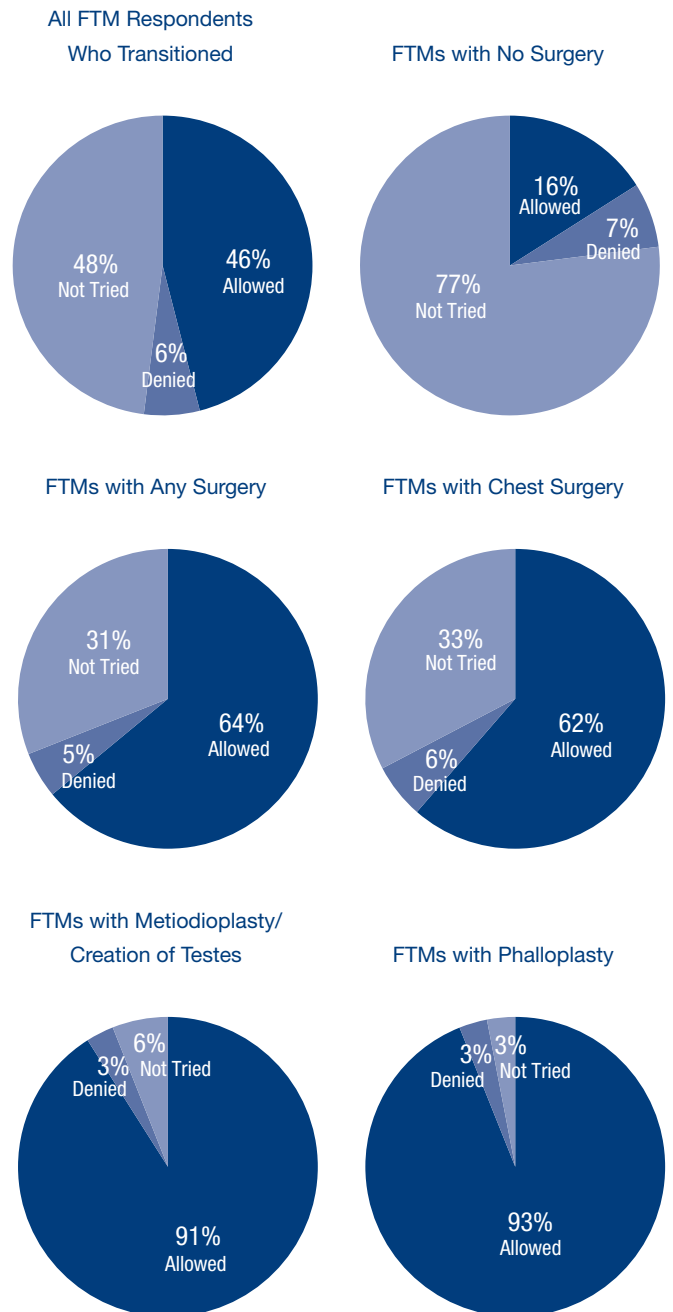 All FTM Respondents
Who Transitioned
48%
Not Tried
46%
Allowed
6%
Denied
FTMs with No Surgery
16%
Allowed
7%
Denied
77%
Not Tried
FTMs with Any Surgery
31%
Not Tried
64%
Allowed
5%
Denied
FTMs with Chest Surgery
33%
Not Tried
62%
Allowed
6%
Denied
FTMs with Metiodioplasty/
Creation of Testes
6%
Not Tried
3%
Denied
91%
Allowed
FTMs with Phalloplasty
3%
Denied
3%
Not Tried
93%
Allowed